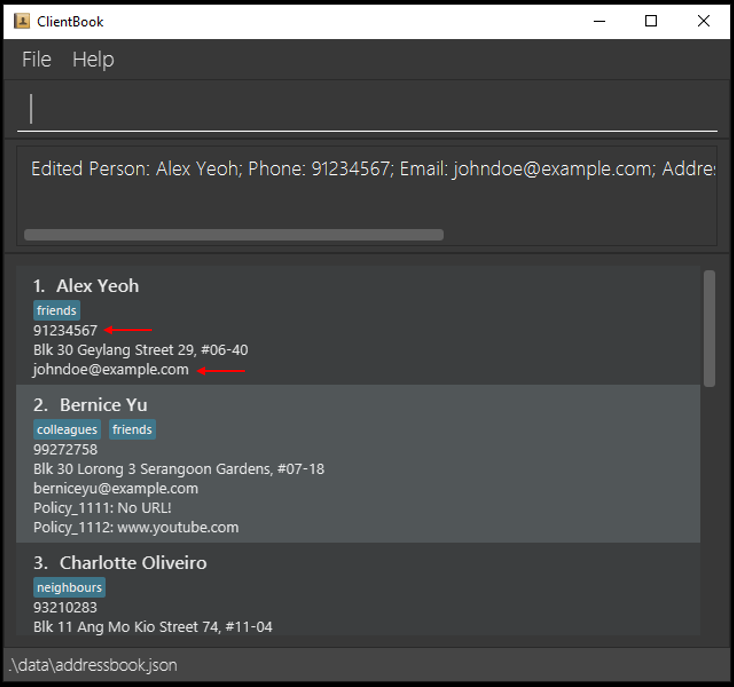 ClientBook
File Help
Edited Person: Alex Yeoh; Phone: 91234567; Email: johndoe@example.com; Addres
1. Alex Yeoh
friends
91234567
Blk 30 Geylang Street 29, #06-40
johndoe@example.com
2. Bernice Yu
colleagues friends
99272758
Blk 30 Lorong 3 Serangoon Gardens, #07-18
berniceyu@example.com
Policy_1111: No URL!
Policy_1112: www.youtube.com
3. Charlotte Oliveiro
neighbours
93210283
Blk 11 Ang Mo Kio Street 74, #11-04
.\data\addressbook.json